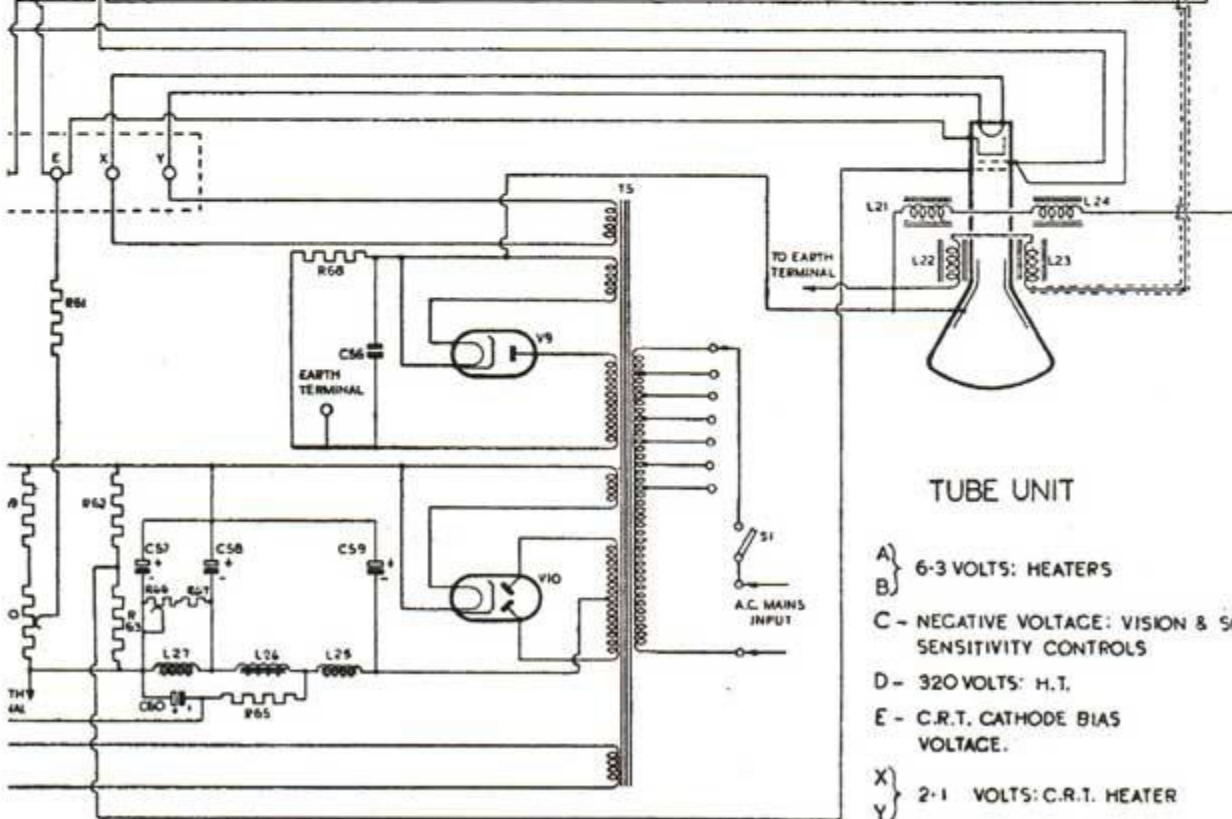 E
X
Y
T5
L21
L24
L22
L23
TO EARTH
TERMINAL
R68
R61
C56
V9
EARTH
TERMINAL
R62
C57
+
-
C58
+
-
C59
+
V10
S1
R66
R67
R
63
A.C. MAINS
INPUT
L27
L26
L25
C60
+
R65
TUBE UNIT
A
B
6·3 VOLTS: HEATERS
C - NEGATIVE VOLTAGE: VISION &
SENSITIVITY CONTROLS
D - 320 VOLTS: H.T.
E - C.R.T. CATHODE BIAS
VOLTAGE.
X
Y
2·1 VOLTS: C.R.T. HEATER